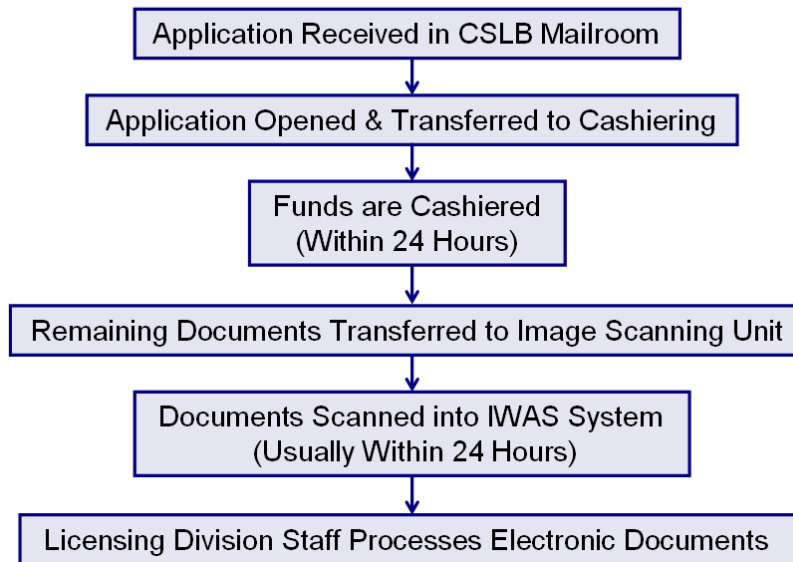 Application Received in CSLB Mailroom
Application Opened & Transferred to Cashiering
Funds are Cashiered
(Within 24 Hours)
Remaining Documents Transferred to Image Scanning Unit
Documents Scanned into IWAS System
(Usually Within 24 Hours)
Licensing Division Staff Processes Electronic Documents